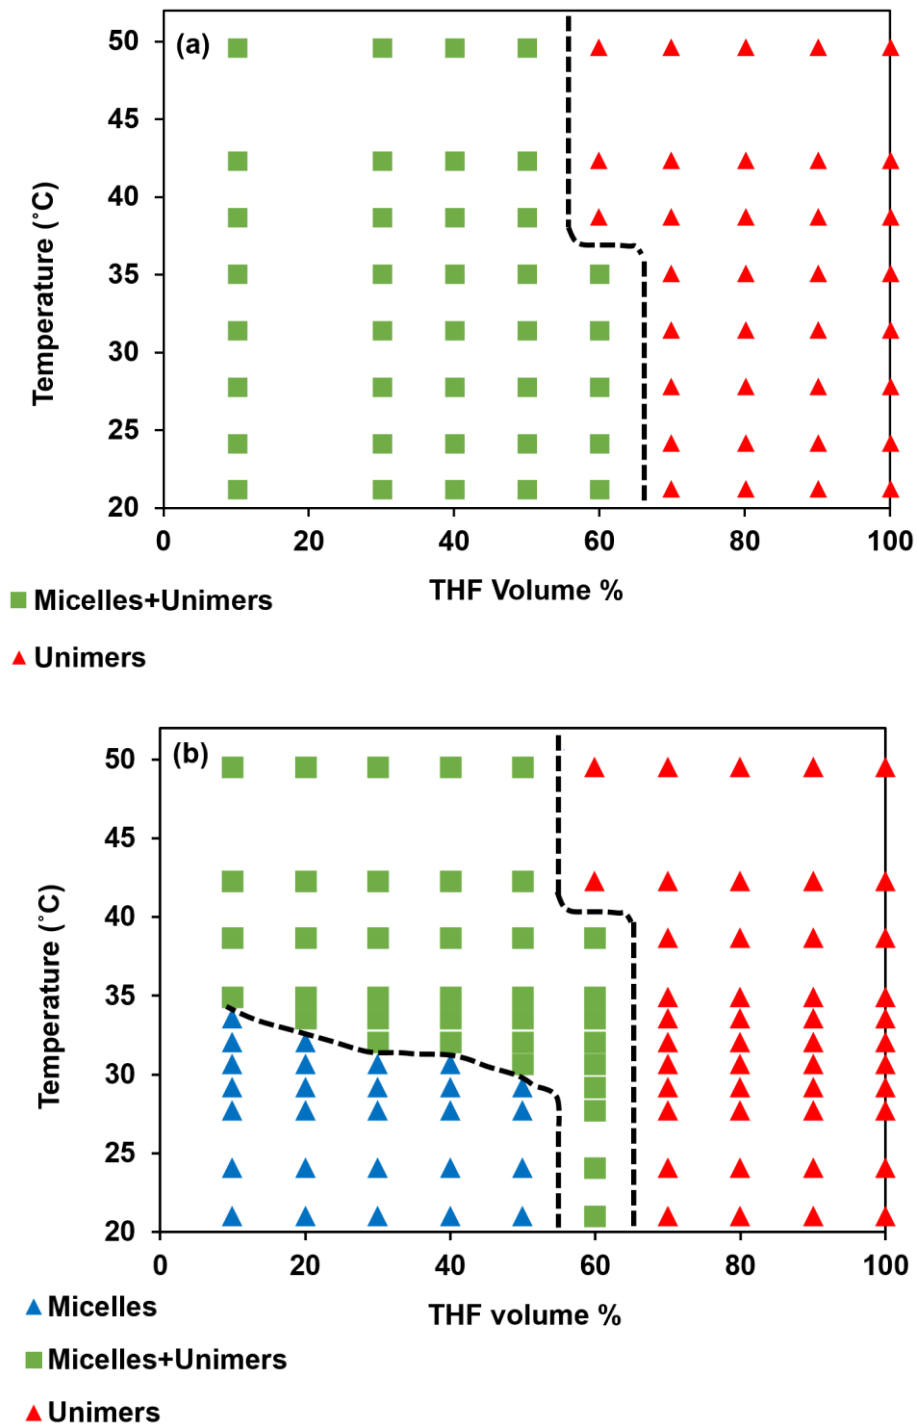 (a)
50
45
40
35
30
25
20
Temperature (˚C)
0 20 40 60 80 100
THF Volume %
Micelles+Unimers
Unimers
(b)
50
45
40
35
30
25
20
Temperature (˚C)
0 20 40 60 80 100
THF volume %
Micelles
Micelles+Unimers
Unimers